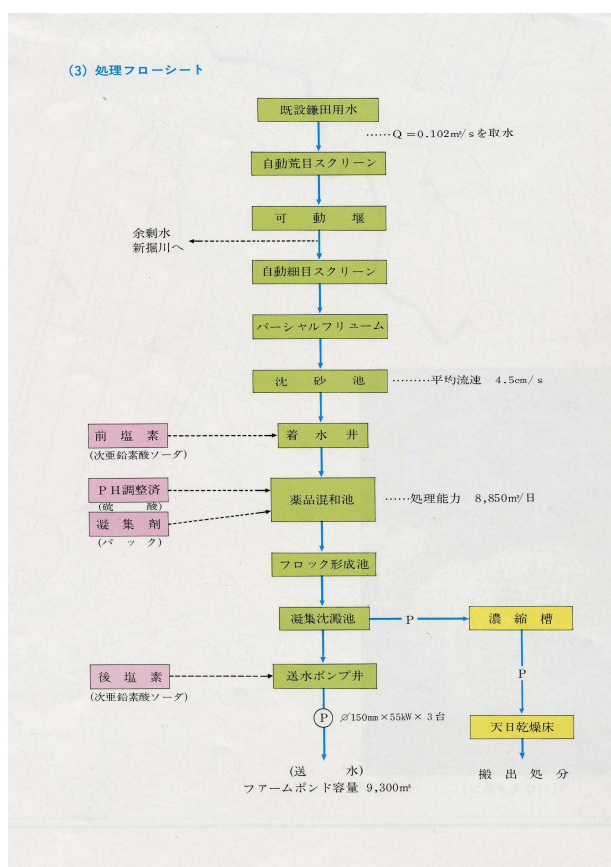 (3) 処理フローシート
既設鎌田用水
……Q=0.102m³/sを取水
自動荒目スクリーン
可動堰
余剰水
新掘川へ
自動細目スクリーン
パーシャルフリューム
沈砂池
………平均流速 4.5cm/s
前塩素
(次亜鉛素酸ソーダ)
着水井
PH調整済
(硫酸)
凝集剤
(パック)
薬品混和池
……処理能力 8,850m³/日
フロック形成池
凝集沈澱池
P
濃縮槽
後塩素
(次亜鉛素酸ソーダ)
送水ポンプ井
P
P
∅150mm×55kW×3台
天日乾燥床
(送水)
ファームポンド容量 9,300m³
搬出処分